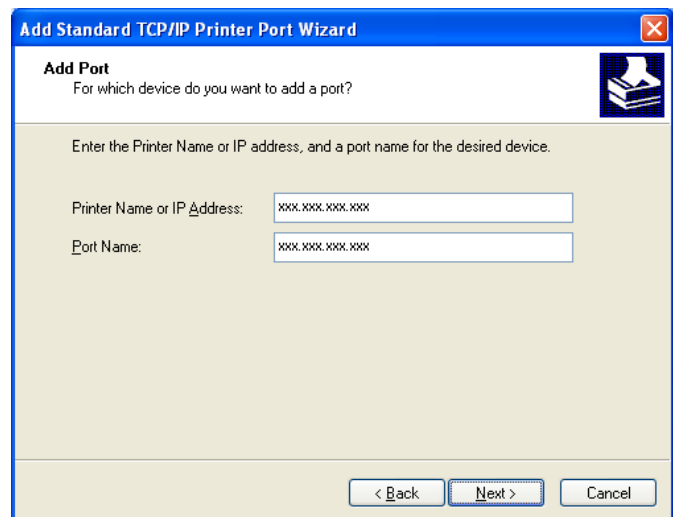 Add Standard TCP/IP Printer Port Wizard
Add Port
For which device do you want to add a port?
Enter the Printer Name or IP address, and a port name for the desired device.
Printer Name or IP Address: xxx.xxx.xxx.xxx
Port Name: xxx.xxx.xxx.xxx
< Back Next > Cancel